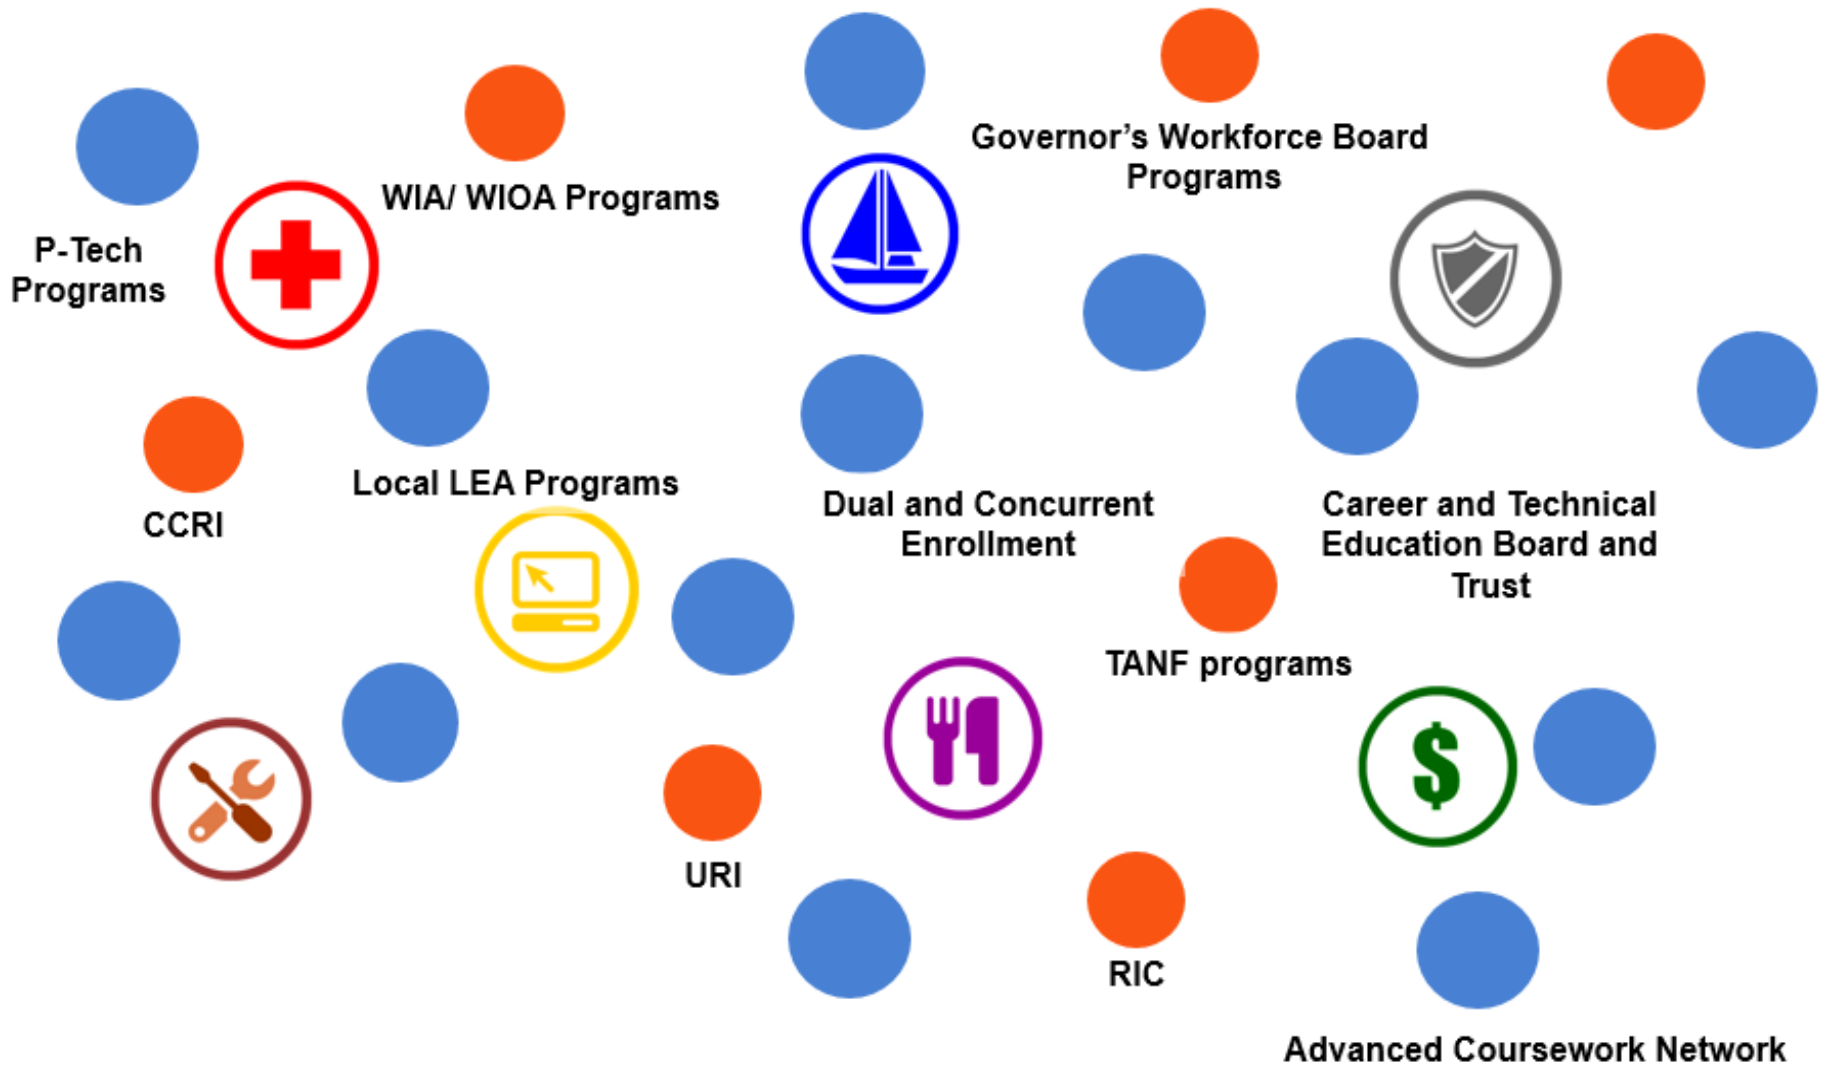 Governor’s Workforce Board
Programs
WIA/ WIOA Programs
P-Tech
Programs
Local LEA Programs
CCRI
Dual and Concurrent
Enrollment
Career and Technical
Education Board and
Trust
TANF programs
$
URI
RIC
Advanced Coursework Network